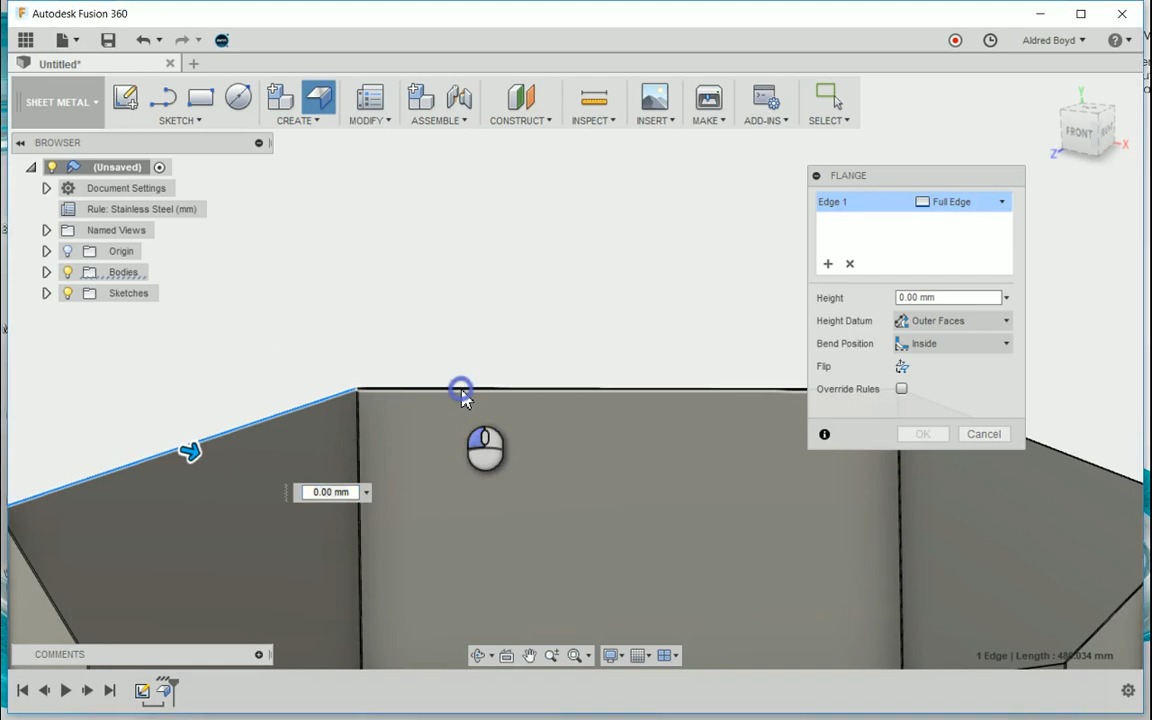 Autodesk Fusion 360
Aldred Boyd
Untitled*
SHEET METAL
SKETCH
CREATE
MODIFY
ASSEMBLE
CONSTRUCT
INSPECT
INSERT
MAKE
ADD-INS
SELECT
BROWSER
(Unsaved)
Document Settings
Rule: Stainless Steel (mm)
Named Views
Origin
Bodies
Sketches
FRONT
Y
X
Z
FLANGE
Edge 1 Full Edge
Height 0.00 mm
Height Datum Outer Faces
Bend Position Inside
Flip
Override Rules
OK Cancel
0.00 mm
COMMENTS
1 Edge | Length : mm